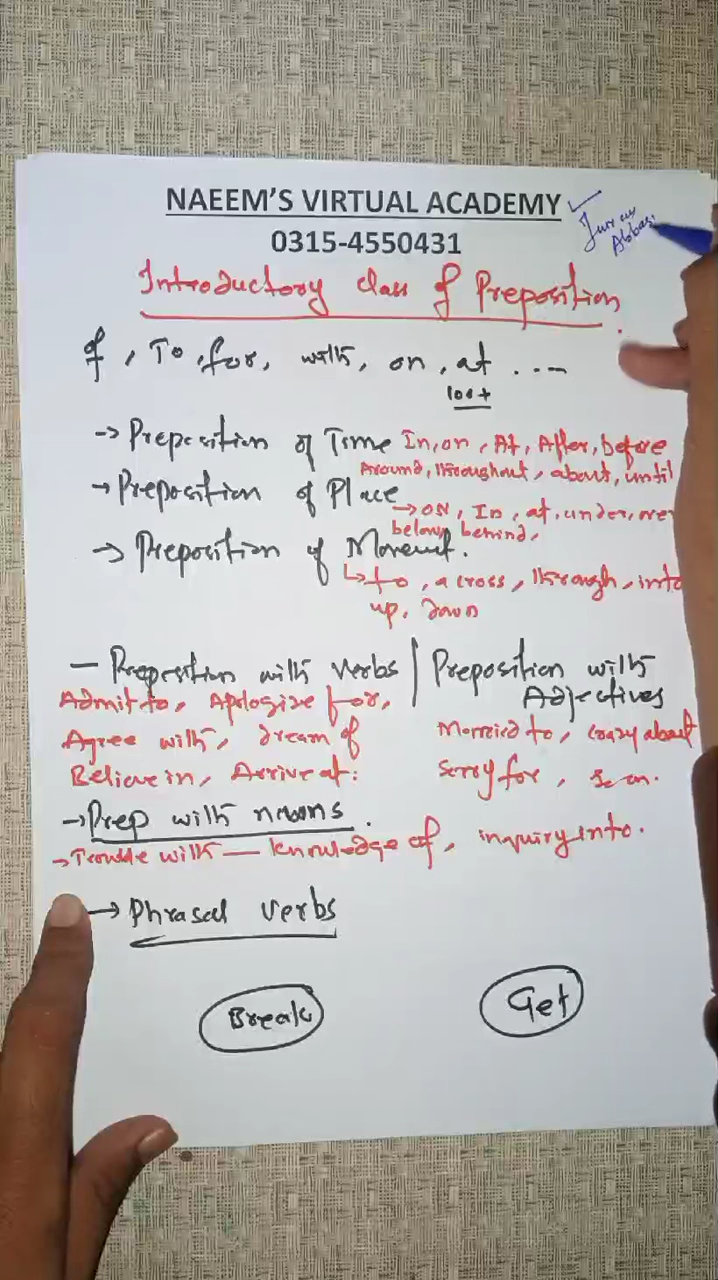 NAEEM'S VIRTUAL ACADEMY
0315-4550431
Abbasi
Introductory class of Preposition
of, To, for, with, on, at ....
100+
-> Preposition of Time In, on, At, After, before
Around, throughout, about, until
-> Preposition of Place
-> ON, In, at, under, over
below, behind,
-> Preposition of Movement.
to, across, through, into
up, down
- Preposition with verbs | Preposition with Adjectives
Admit to, Apologize for,
Agree with, Dream of
Married to, crazy about
Believe in, Arrive at:
Sorry for,
-> Prep with nouns.
-> Trouble with — knowledge of, inquiry into.
-> Phrasal verbs
Break
Get